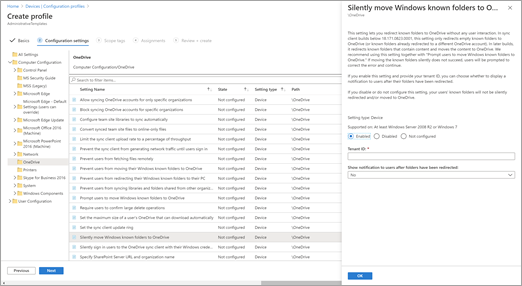 Home > Devices | Configuration profiles >
Create profile
Administrative templates
Basics
Configuration settings
Scope tags
Assignments
Review + create
All Settings
Computer Configuration
Control Panel
MS Security Guide
MSS (Legacy)
Microsoft Edge
Microsoft Edge - Default Settings (users can override)
Microsoft Edge Update
Microsoft Office 2016 (Machine)
Microsoft PowerPoint 2016 (Machine)
Network
OneDrive
Printers
Skype for Business 2016
System
Windows Components
User Configuration
OneDrive
Computer Configuration/OneDrive
Search to filter items...
Setting Name State Setting type Path
Allow syncing OneDrive accounts for only specific organizations Not configured Device \OneDrive
Block syncing OneDrive accounts for specific organizations Not configured Device \OneDrive
Configure team site libraries to sync automatically Not configured Device \OneDrive
Convert synced team site files to online-only files Not configured Device \OneDrive
Limit the sync client upload rate to a percentage of throughput Not configured Device \OneDrive
Prevent the sync client from generating network traffic until users sign in Not configured Device \OneDrive
Prevent users from fetching files remotely Not configured Device \OneDrive
Prevent users from moving their Windows known folders to OneDrive Not configured Device \OneDrive
Prevent users from redirecting their Windows known folders to their PC Not configured Device \OneDrive
Prevent users from syncing libraries and folders shared from other organiz... Not configured Device \OneDrive
Prompt users to move Windows known folders to OneDrive Not configured Device \OneDrive
Require users to confirm large delete operations Not configured Device \OneDrive
Set the maximum size of a user's OneDrive that can download automatically Not configured Device \OneDrive
Set the sync client update ring Not configured Device \OneDrive
Silently move Windows known folders to OneDrive Not configured Device \OneDrive
Silently sign in users to the OneDrive sync client with their Windows crede... Not configured Device \OneDrive
Specify SharePoint Server URL and organization name Not configured Device \OneDrive
Previous
Next
Silently move Windows known folders to O...
\OneDrive
This setting lets you redirect known folders to OneDrive without any user interaction. In sync
client builds below 18.171.0823.0001, this setting only redirects empty known folders to
OneDrive (or known folders already redirected to a different OneDrive account). In later builds,
it redirects known folders that contain content and moves the content to OneDrive. We
recommend using this setting together with "Prompt users to move Windows known folders to
OneDrive." If moving the known folders silently does not succeed, users will be prompted to
correct the error and continue.
If you enable this setting and provide your tenant ID, you can choose whether to display a
notification to users after their folders have been redirected.
If you disable or do not configure this setting, your users' known folders will not be silently
redirected and/or moved to OneDrive.
Setting type: Device
Supported on: At least Windows Server 2008 R2 or Windows 7
Enabled Disabled Not configured
Tenant ID: *
Show notification to users after folders have been redirected:
No
OK